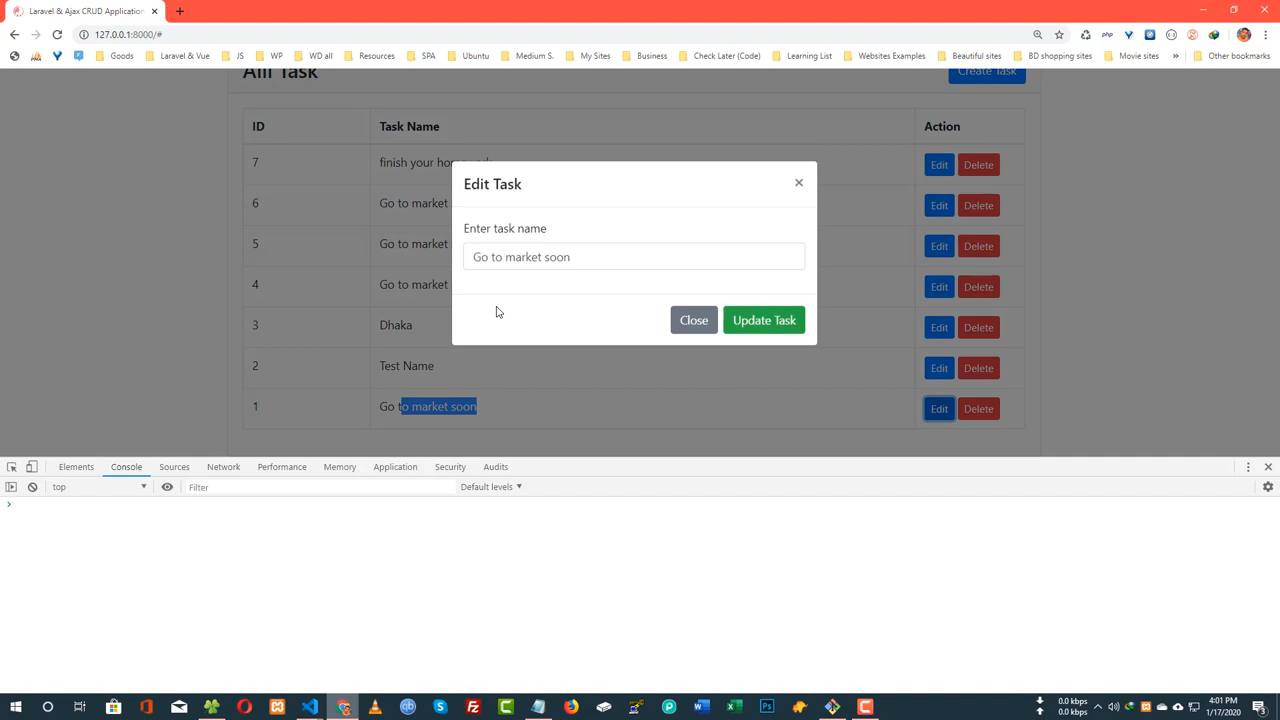 Laravel & Ajax CRUD Application
127.0.0.1:8000/#
Goods Laravel & Vue JS WP WD all Resources SPA Ubuntu Medium S. My Sites Business Check Later (Code) Learning List Websites Examples Beautiful sites BD shopping sites Movie sites » Other bookmarks
Alll Task Create Task
ID Task Name Action
7 finish your Edit Delete
6 Go to market Edit Delete
5 Go to market Edit Delete
4 Go to market Edit Delete
3 Dhaka Edit Delete
2 Test Name Edit Delete
1 Go to market soon Edit Delete
Edit Task ×
Enter task name
Go to market soon
Close Update Task
Elements Console Sources Network Performance Memory Application Security Audits
top Filter Default levels
4:01 PM
1/17/2020
0.0 kbps
0.0 kbps
3